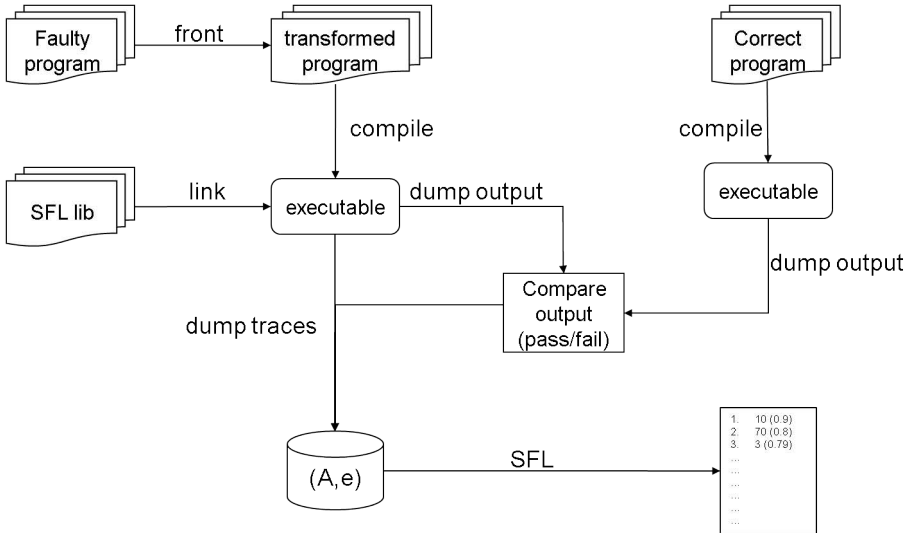 Faulty
program
front
transformed
program
Correct
program
compile
compile
SFL lib
link
executable
dump output
executable
dump output
Compare
output
(pass/fail)
dump traces
(A,e)
SFL
1. 10 (0.9)
2. 70 (0.8)
3. 3 (0.79)
...
...
...
...
...
...